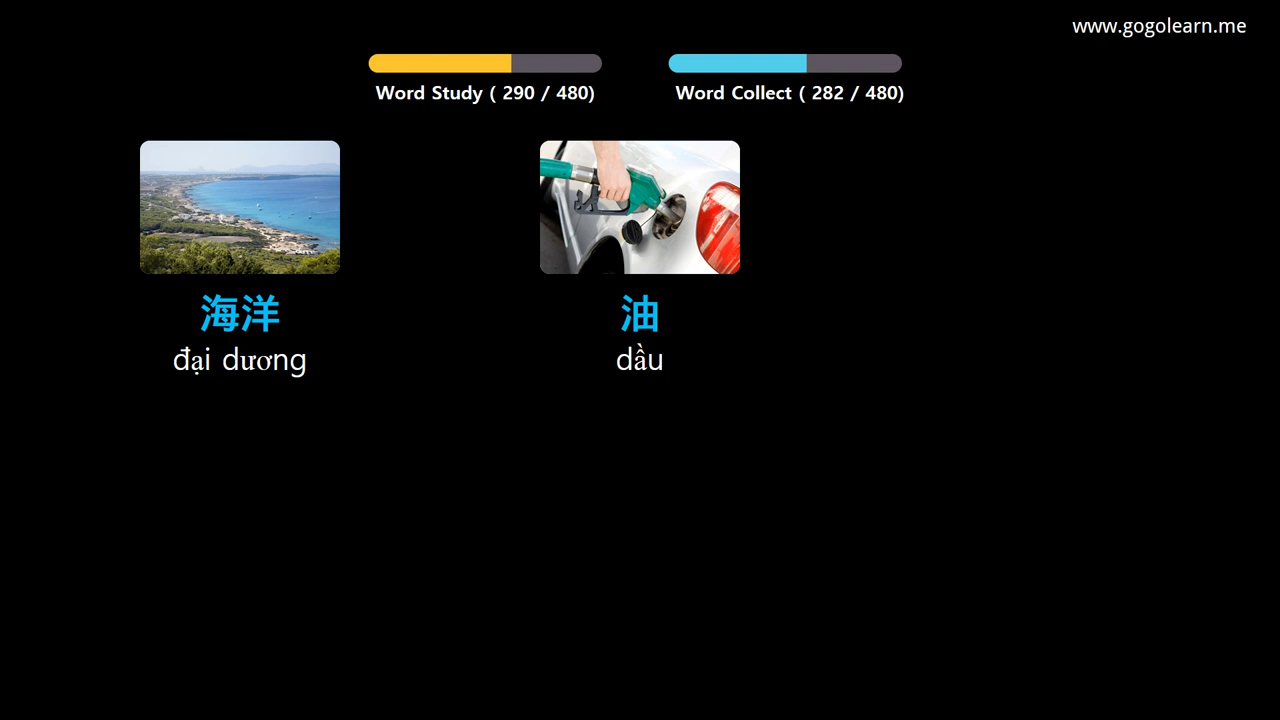 www.gogolearn.me
Word Study ( 290 / 480)
Word Collect ( 282 / 480)
海洋
đại dương
油
dầu